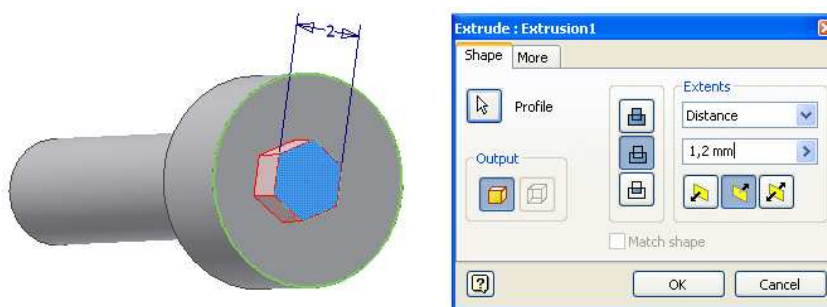 2
Extrude : Extrusion1
Shape
More
Profile
Extents
Distance
1,2 mm
Output
Match shape
?
OK
Cancel